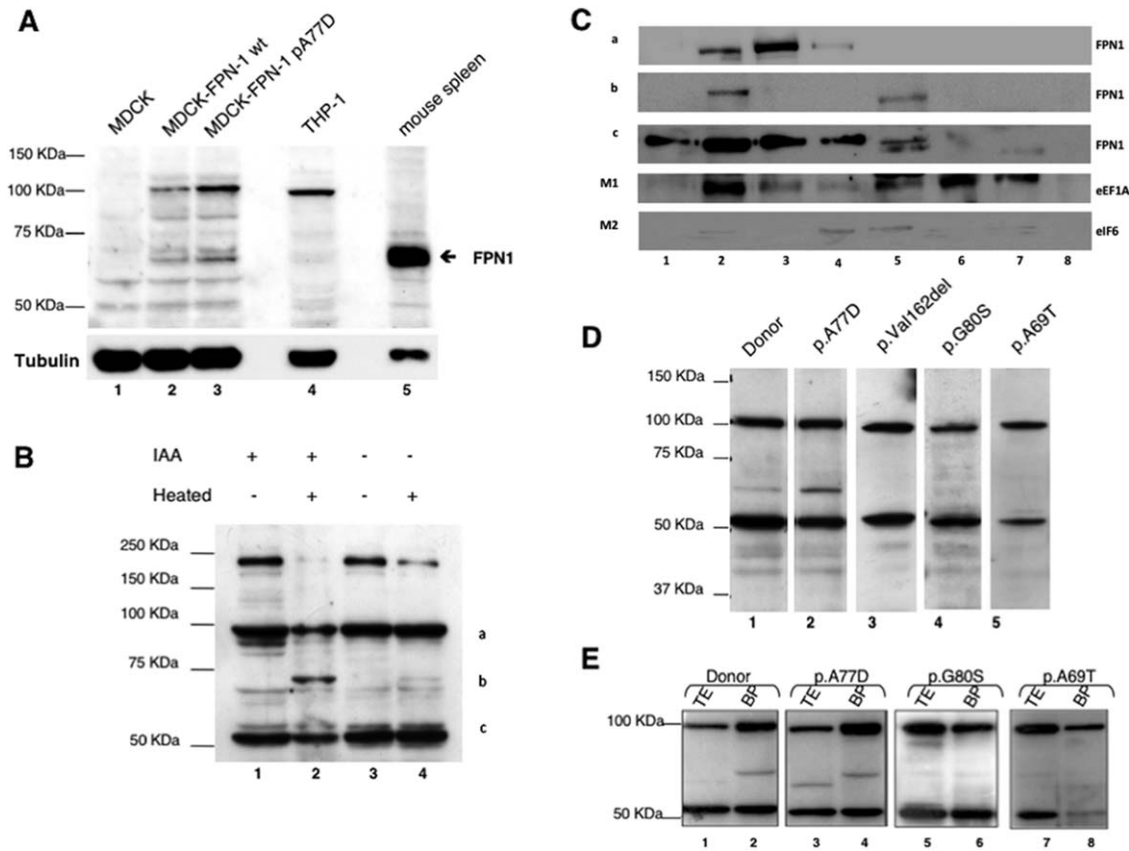 A
MDCK
MDCK-FPN-1 wt
MDCK-FPN-1 pA77D
THP-1
mouse spleen
150 KDa
100 KDa
75 KDa
50 KDa
FPN1
Tubulin
1 2 3 4 5
B
IAA + + - -
Heated - + - +
250 KDa
150 KDa
100 KDa
75 KDa
50 KDa
a
b
c
1 2 3 4
C
a FPN1
b FPN1
c FPN1
M1 eEF1A
M2 eIF6
1 2 3 4 5 6 7 8
D
Donor
p.A77D
p.Val162del
p.G80S
p.A69T
150 KDa
100 KDa
75 KDa
50 KDa
37 KDa
1 2 3 4 5
E
Donor p.A77D p.G80S p.A69T
TE BP TE BP TE BP TE BP
100 KDa
50 KDa
1 2 3 4 5 6 7 8